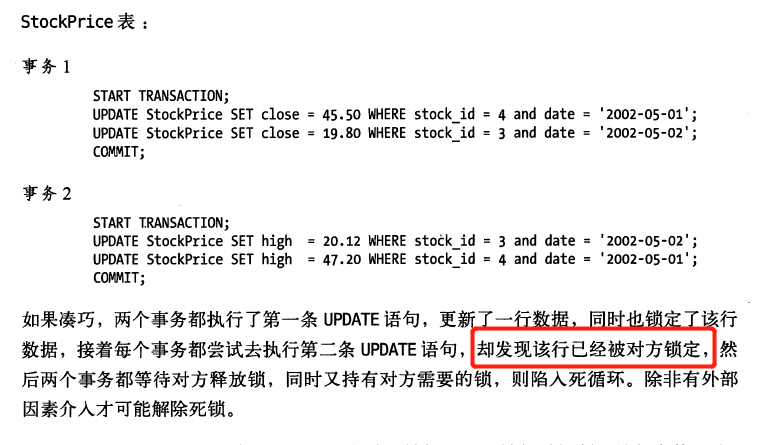 StockPrice 表：
事务 1
START TRANSACTION;
UPDATE StockPrice SET close = 45.50 WHERE stock_id = 4 and date = '2002-05-01';
UPDATE StockPrice SET close = 19.80 WHERE stock_id = 3 and date = '2002-05-02';
COMMIT;
事务 2
START TRANSACTION;
UPDATE StockPrice SET high = 20.12 WHERE stock_id = 3 and date = '2002-05-02';
UPDATE StockPrice SET high = 47.20 WHERE stock_id = 4 and date = '2002-05-01';
COMMIT;
如果凑巧，两个事务都执行了第一条 UPDATE 语句，更新了一行数据，同时也锁定了该行
数据，接着每个事务都尝试去执行第二条 UPDATE 语句，却发现该行已经被对方锁定，然
后两个事务都等待对方释放锁，同时又持有对方需要的锁，则陷入死循环。除非有外部
因素介入才可能解除死锁。